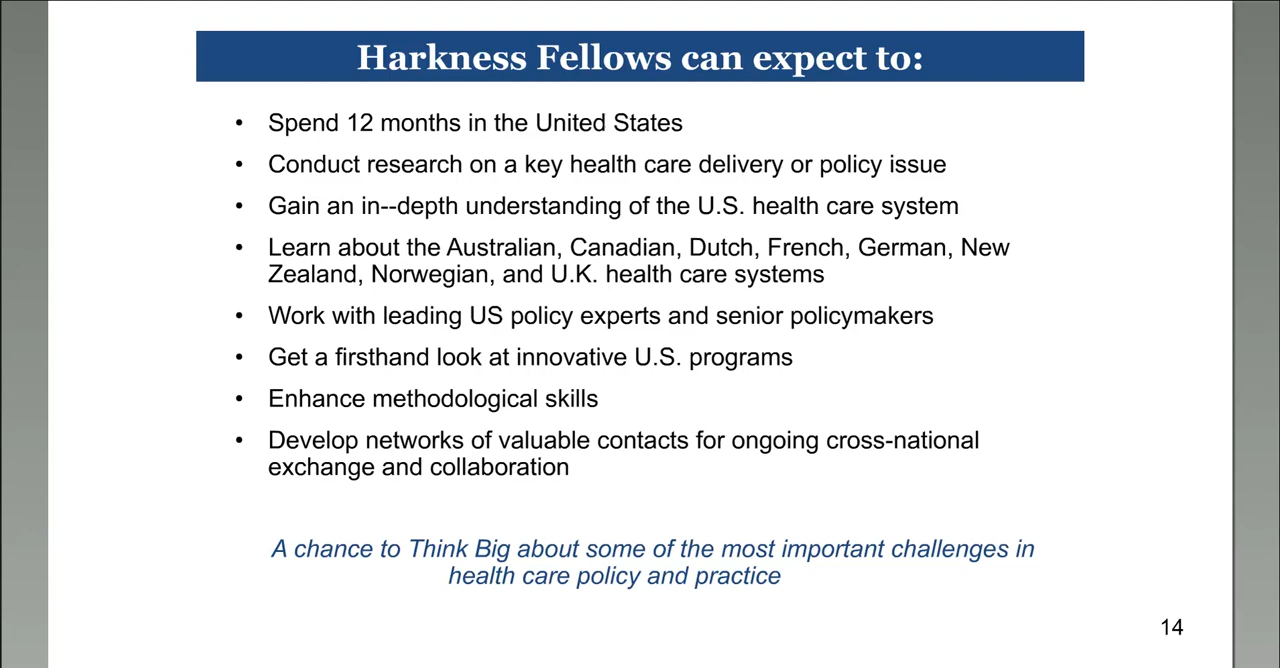 Harkness Fellows can expect to:
• Spend 12 months in the United States
• Conduct research on a key health care delivery or policy issue
• Gain an in--depth understanding of the U.S. health care system
• Learn about the Australian, Canadian, Dutch, French, German, New
Zealand, Norwegian, and U.K. health care systems
• Work with leading US policy experts and senior policymakers
• Get a firsthand look at innovative U.S. programs
• Enhance methodological skills
• Develop networks of valuable contacts for ongoing cross-national
exchange and collaboration
A chance to Think Big about some of the most important challenges in
health care policy and practice
14